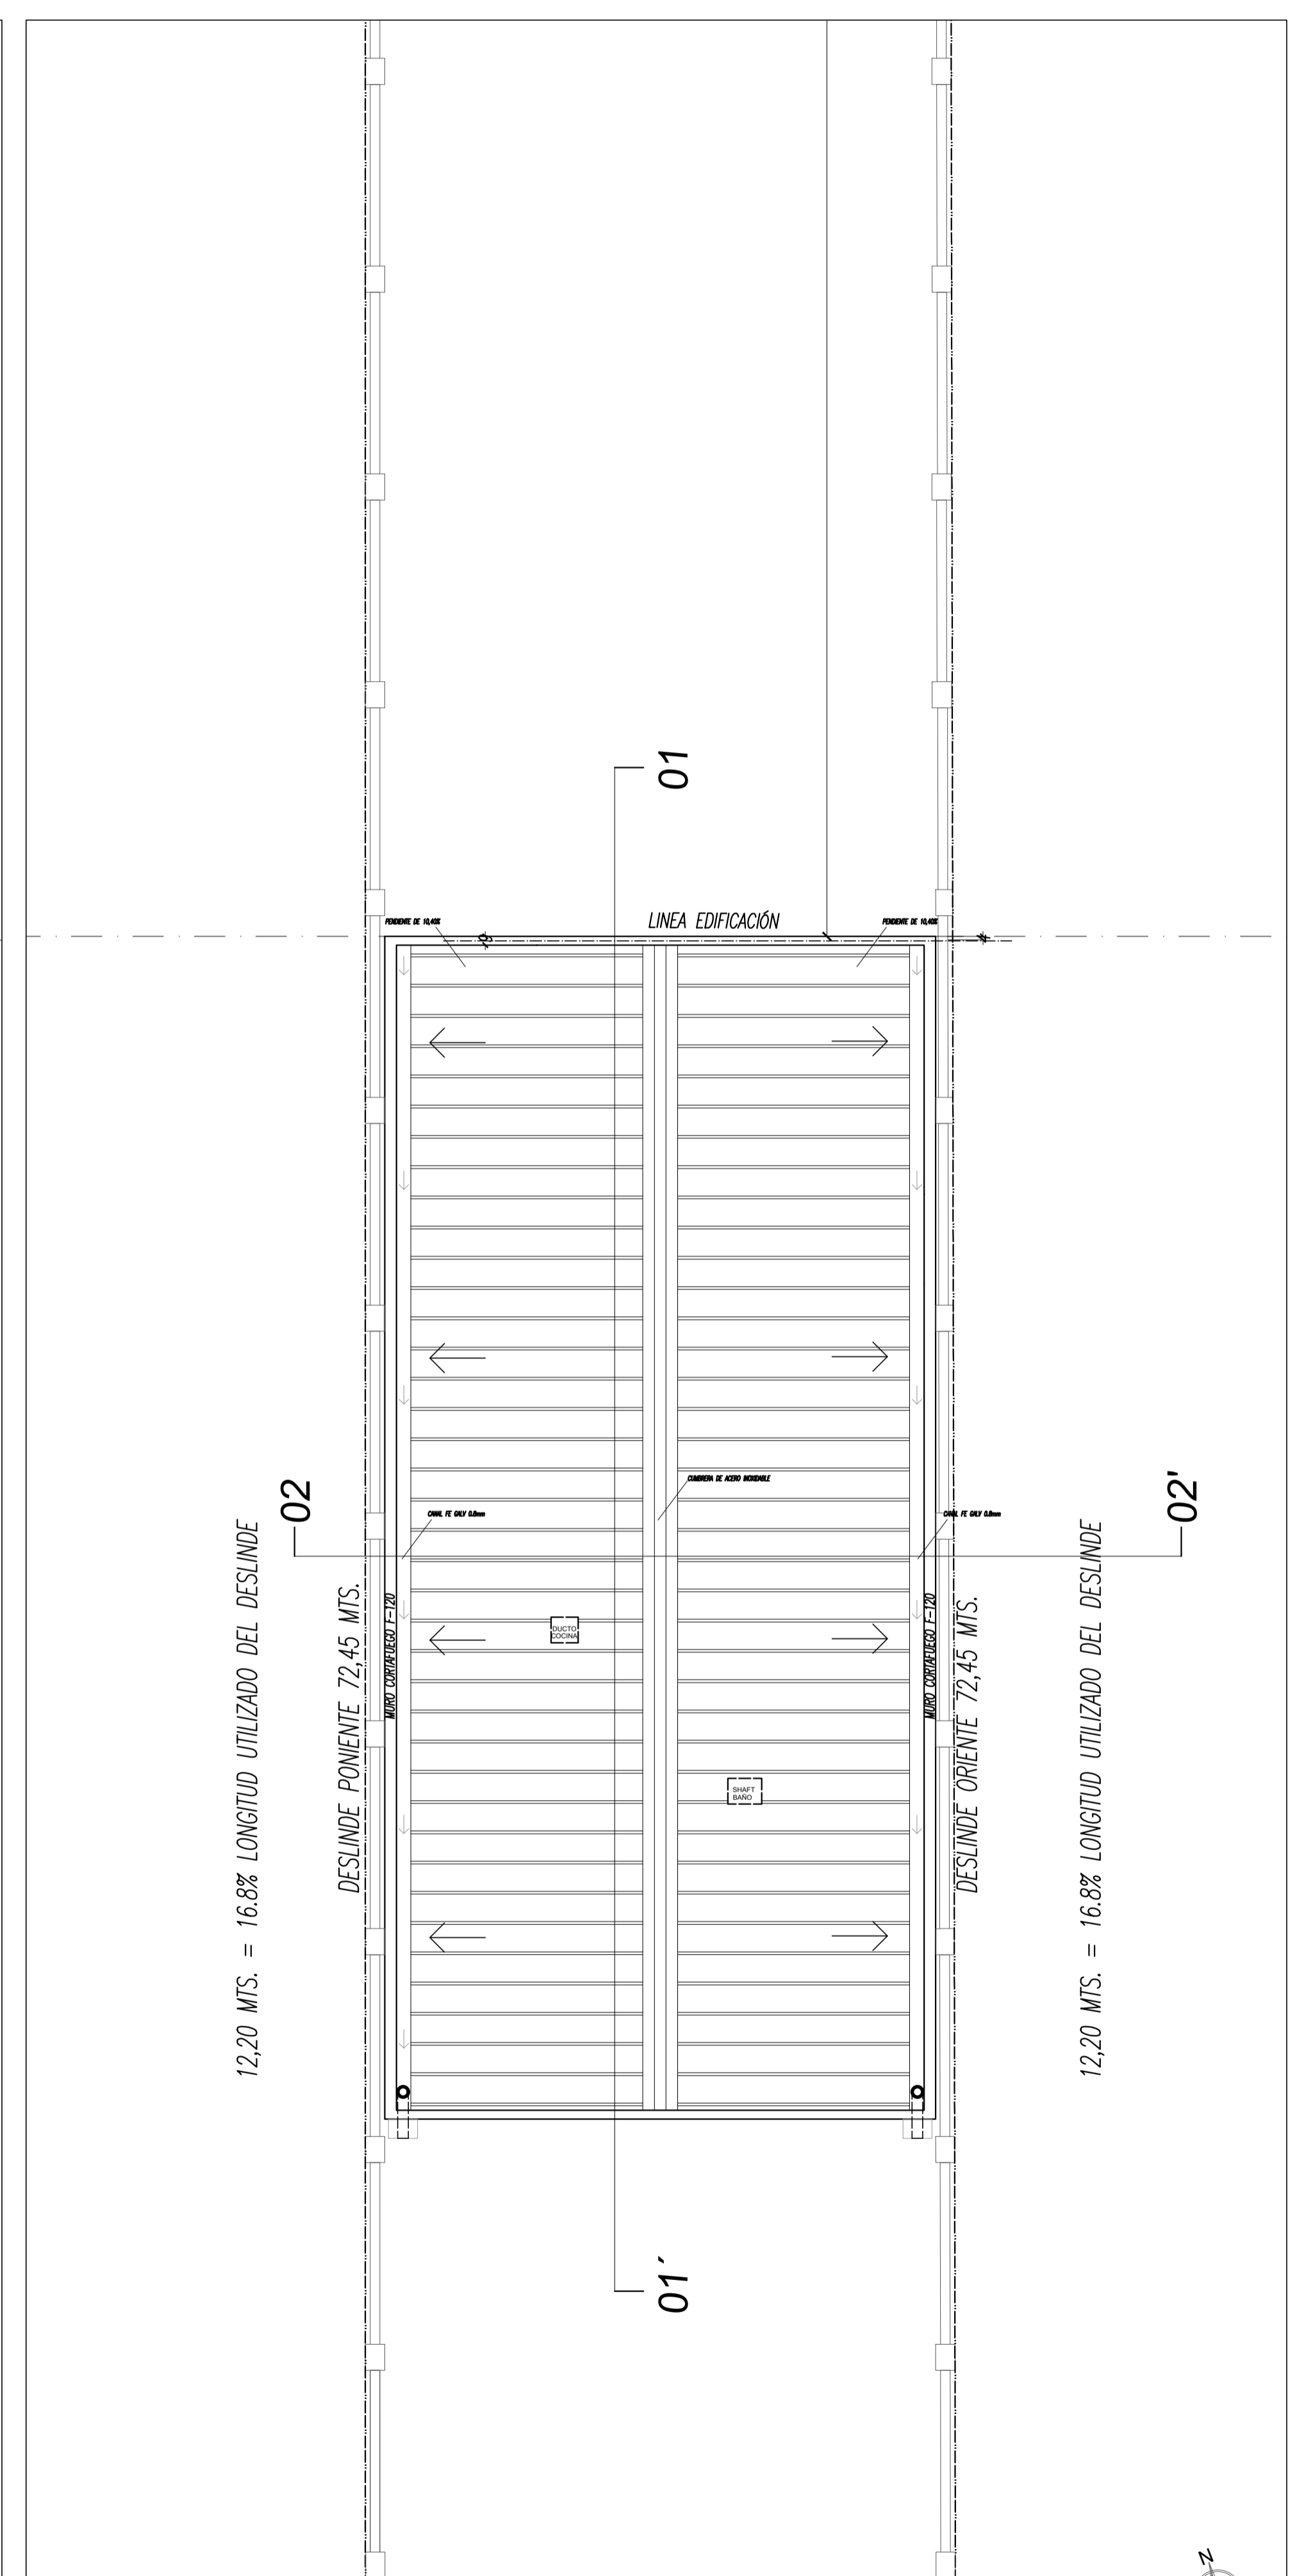 01
LINEA EDIFICACIÓN
PENDIENTE DE 10,40%
PENDIENTE DE 10,40%
02
02'
CUMBRERA DE ACERO INOXIDABLE
CANAL FE GALV 0.8mm
CANAL FE GALV 0.8mm
12,20 MTS. = 16.8% LONGITUD UTILIZADO DEL DESLINDE
DESLINDE PONIENTE 72,45 MTS.
MURO CORTAFUEGO F-120
DUCTO
COCINA
SHAFT
BAÑO
MURO CORTAFUEGO F-120
DESLINDE ORIENTE 72,45 MTS.
12,20 MTS. = 16.8% LONGITUD UTILIZADO DEL DESLINDE
01´
N